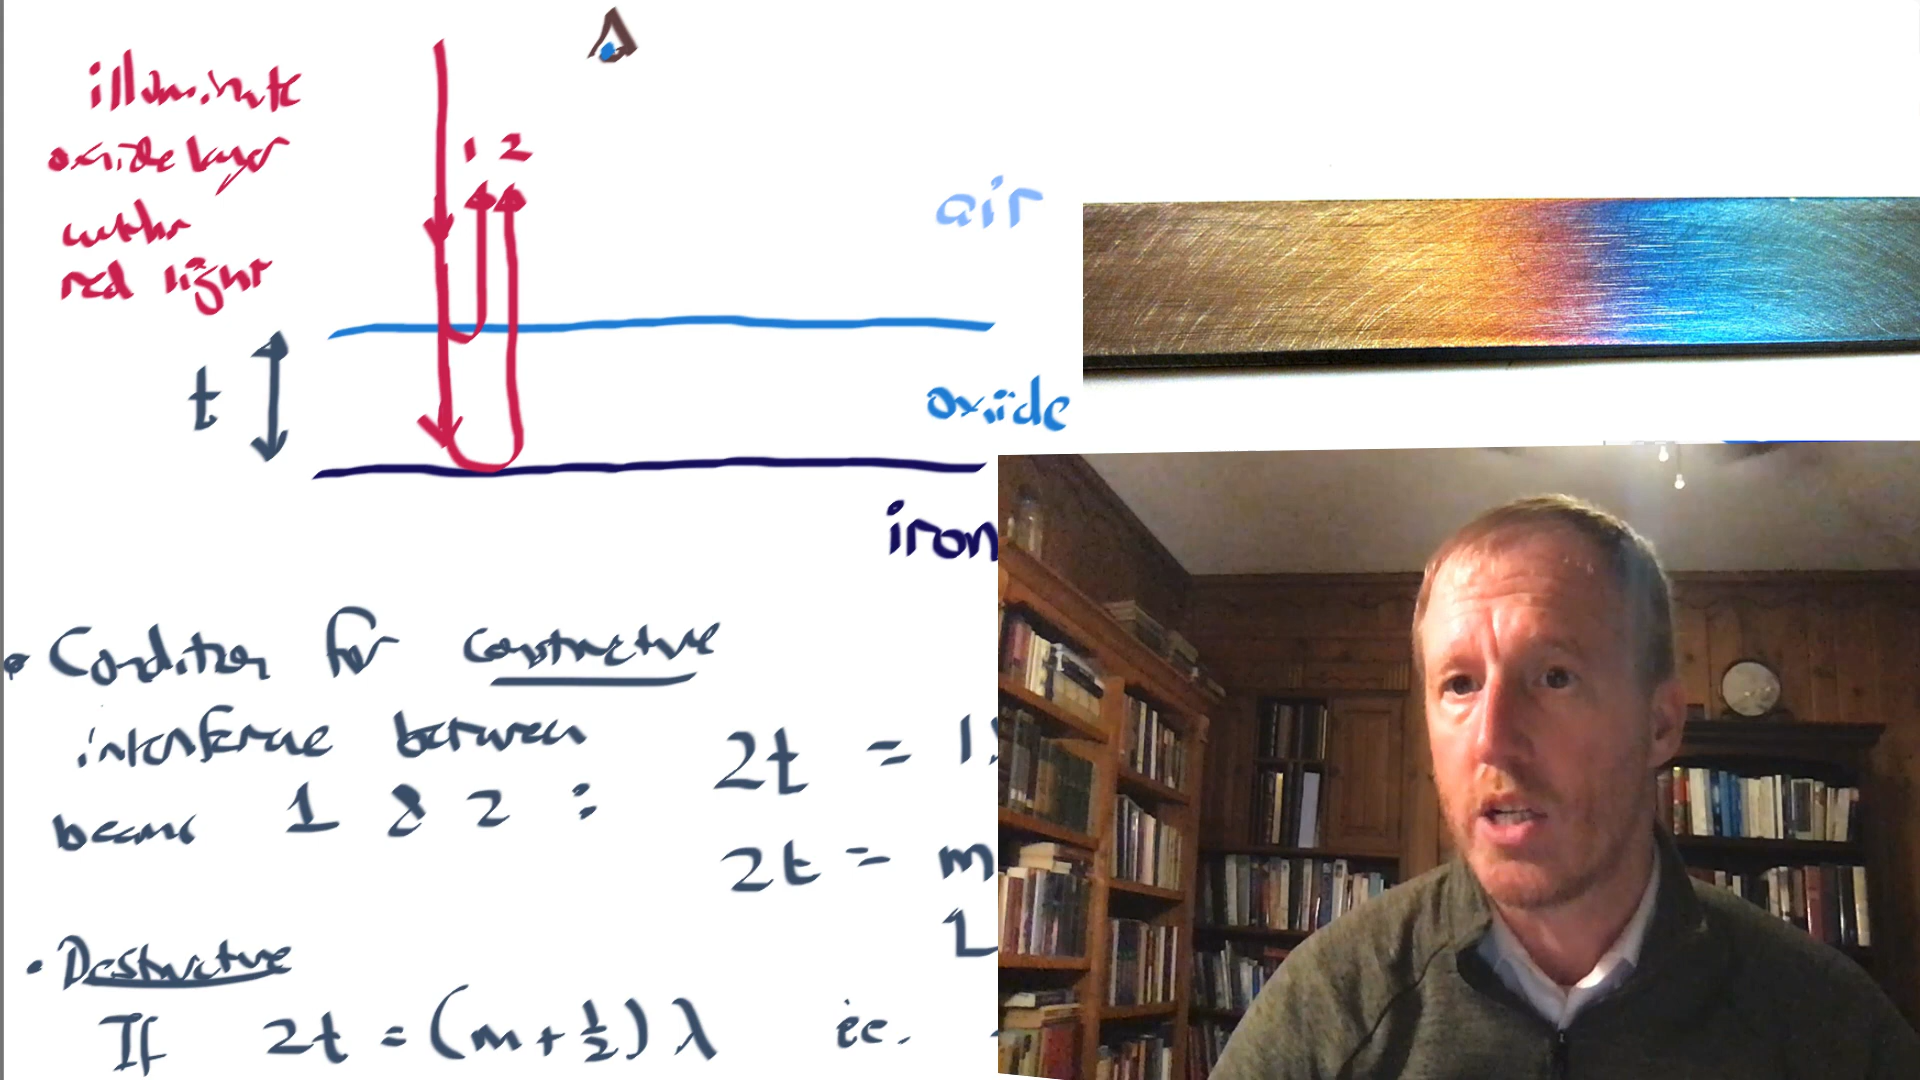 illuminate
oxide layer
with
red light
1 2
air
t
oxide
iron
• Condition for constructive
interference between
beams 1 & 2 :
2t = 1
2t = m
1
• Destructive
If 2t = (m + 1/2) λ ie.